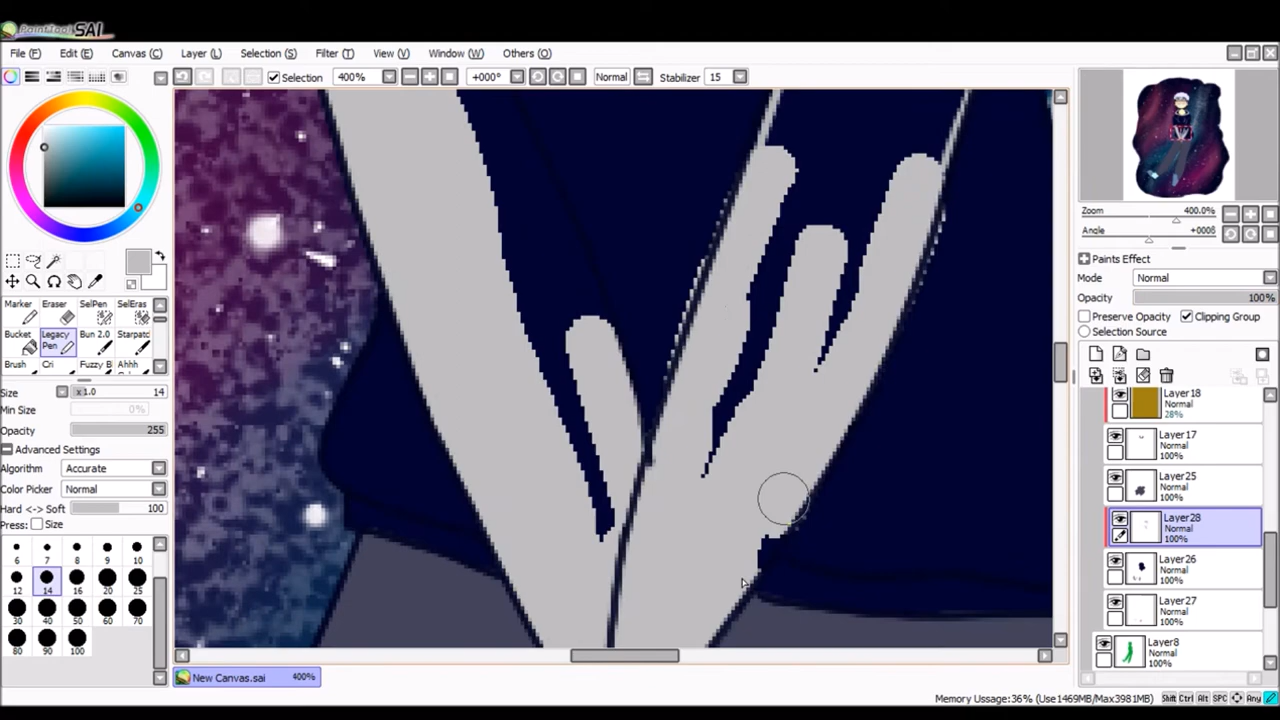 PaintTool SAI
File (F) Edit (E) Canvas (C) Layer (L) Selection (S) Filter (T) View (V) Window (W) Others (O)
Selection 400% +000° Normal Stabilizer 15
Marker Eraser SelPen SelEras
Bucket Legacy Pen Bun 2.0 Starpatc
Brush Cri Fuzzy B Ahhh
Size x1.0 14
Min Size 0%
Opacity 255
Advanced Settings
Algorithm Accurate
Color Picker Normal
Hard <-> Soft 100
Press: Size
6 7 8 9 10
12 14 16 20 25
30 40 50 60 70
80 90 100
New Canvas.sai 400%
Zoom 400.0%
Angle +0008
Paints Effect
Mode Normal
Opacity 100%
Preserve Opacity Clipping Group
Selection Source
Layer18
Normal
28%
Layer17
Normal
100%
Layer25
Normal
100%
Layer28
Normal
100%
Layer26
Normal
100%
Layer27
Normal
100%
Layer8
Normal
100%
Memory Ussage:36% (Use1469MB/Max3981MB) Shift Ctrl Alt SPC Any